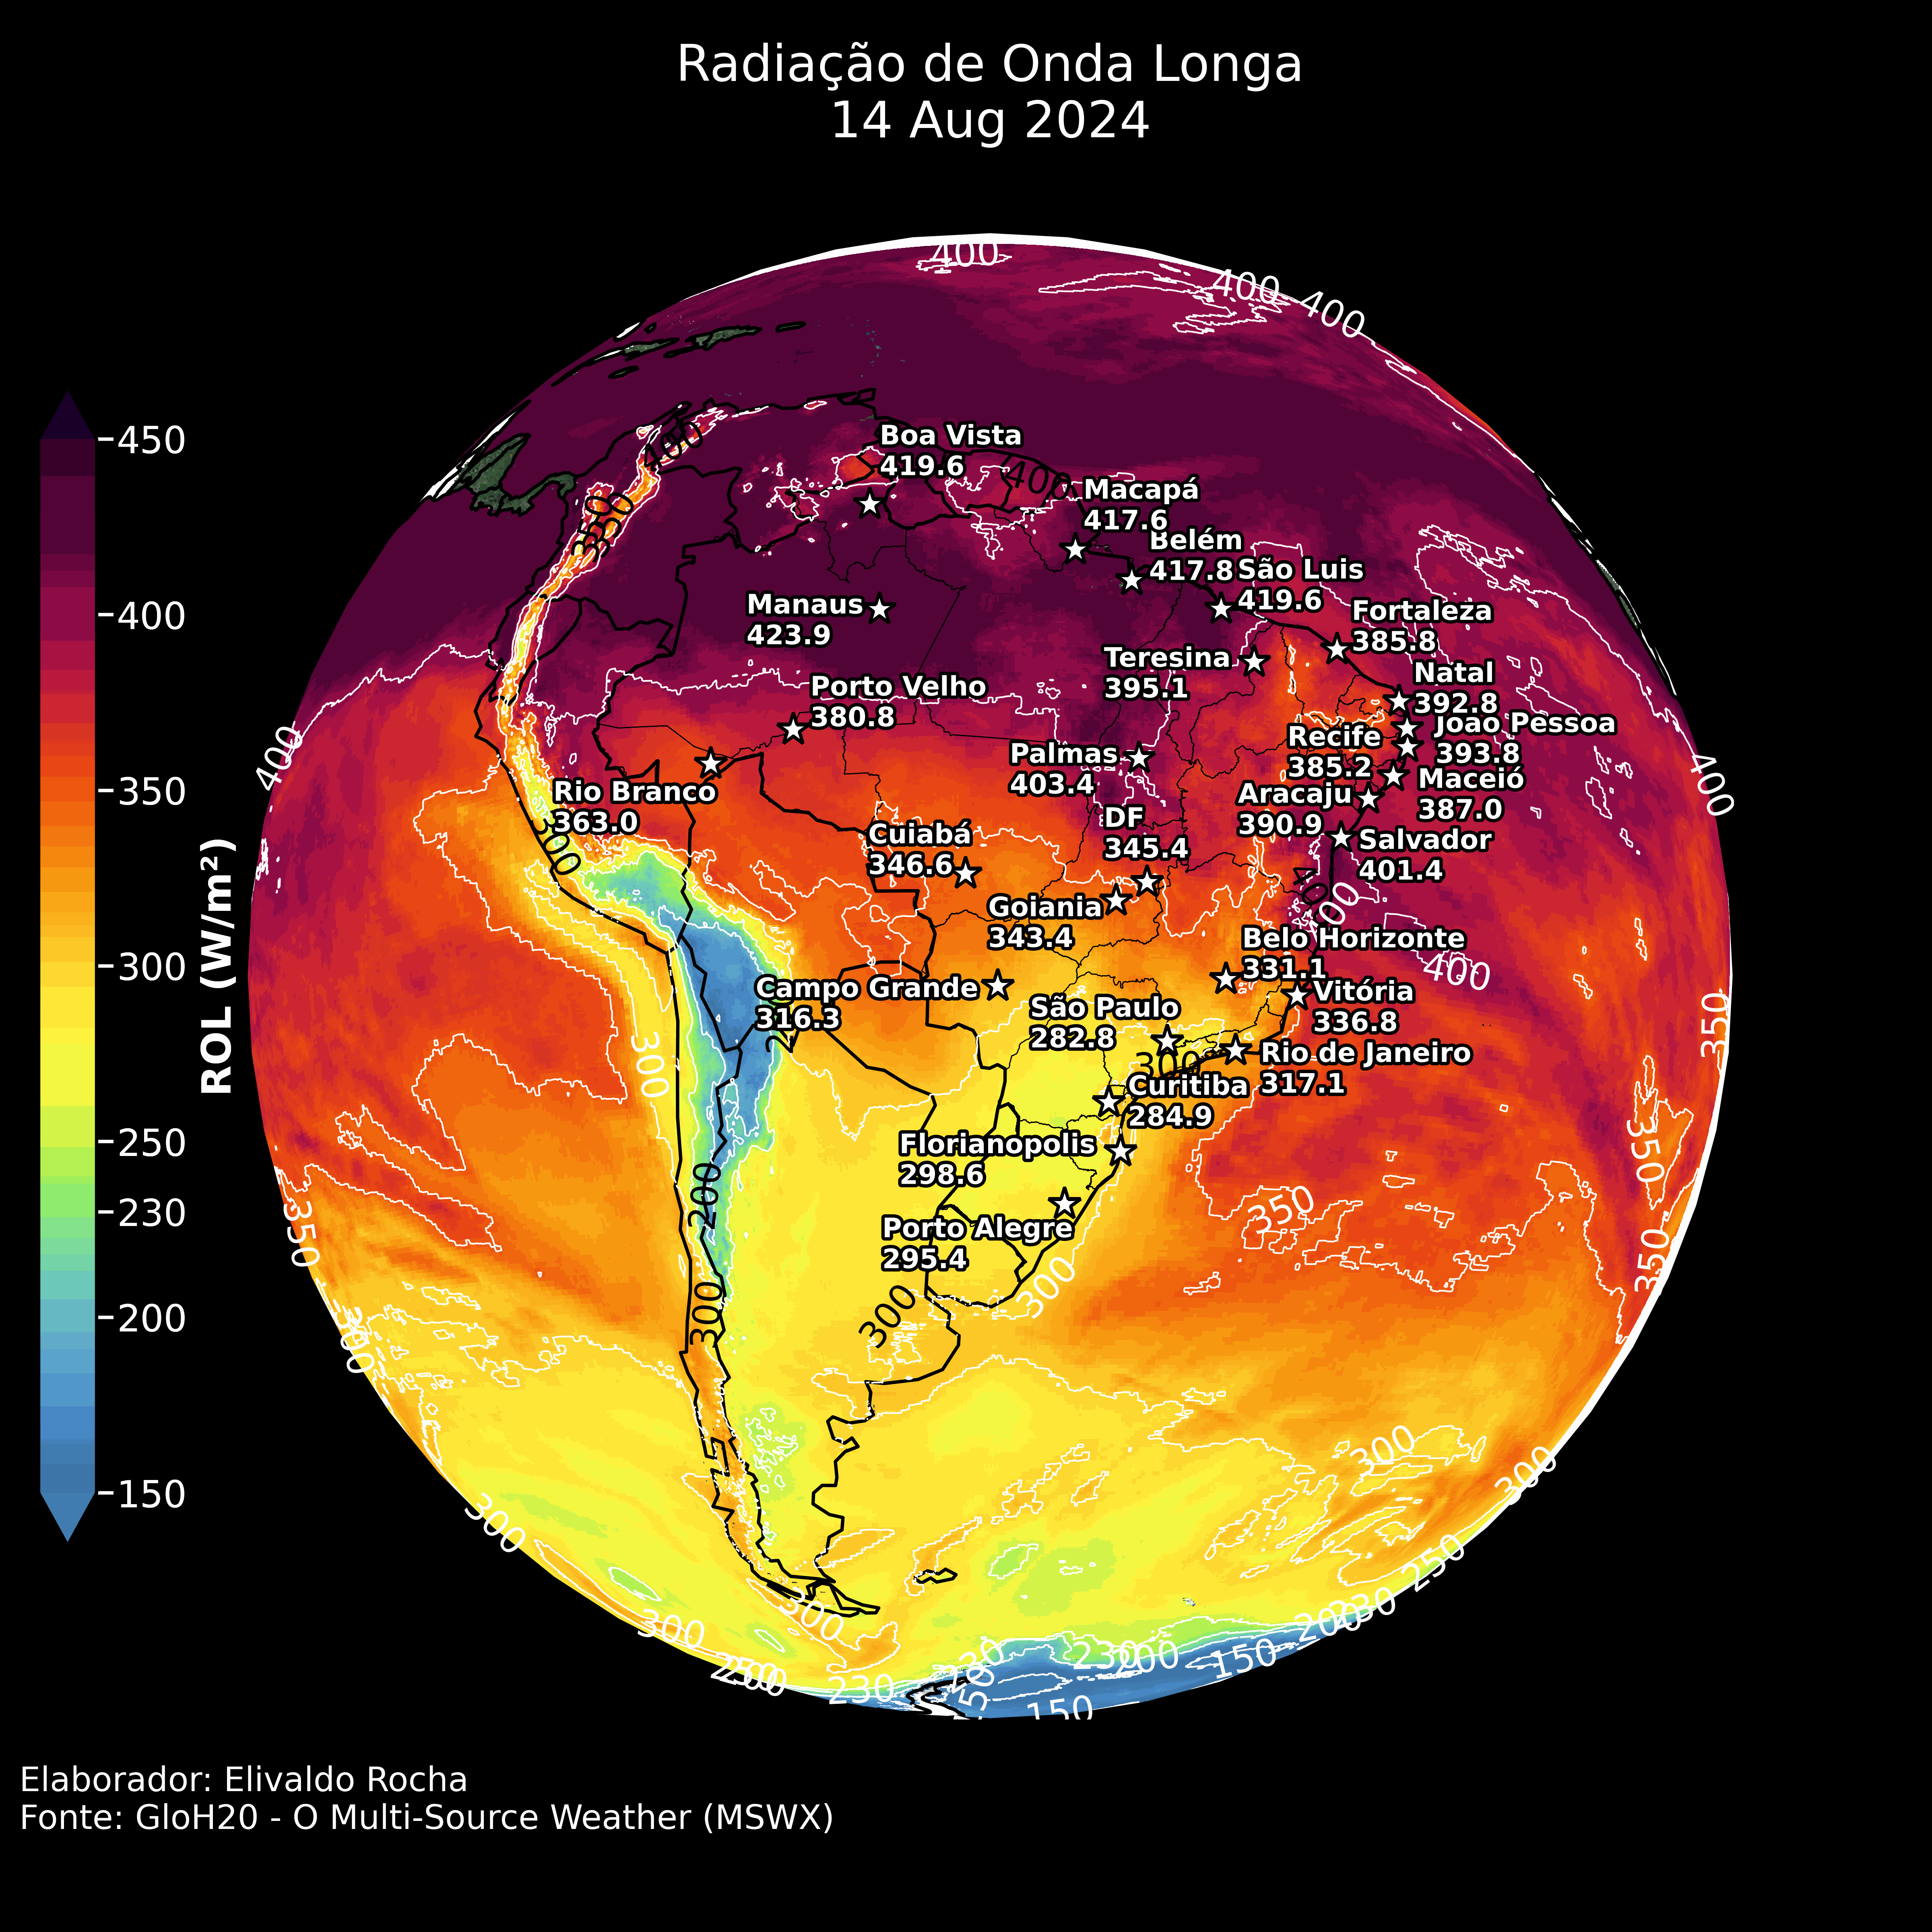 Radiação de Onda Longa
14 Aug 2024
450
400
350
300
250
230
200
150
ROL (W/m²)
400
400
400
400
350
350
400
Boa Vista
419.6
Macapá
417.6
Belém
417.8
São Luis
419.6
Manaus
423.9
Fortaleza
385.8
Teresina
395.1
Natal
392.8
Porto Velho
380.8
João Pessoa
393.8
Recife
385.2
Palmas
403.4
Maceió
387.0
Rio Branco
363.0
Aracaju
390.9
DF
345.4
Cuiabá
346.6
Salvador
401.4
Goiania
343.4
Belo Horizonte
331.1
Campo Grande
316.3
Vitória
336.8
São Paulo
282.8
Rio de Janeiro
317.1
Curitiba
284.9
Florianopolis
298.6
Porto Alegre
295.4
400
400
300
400
400
400
350
300
300
350
200
350
350
350
300
300
300
300
300
300
300
300
300
250
230
200
230
200
150
230
230
150
Elaborador: Elivaldo Rocha
Fonte: GloH20 - O Multi-Source Weather (MSWX)